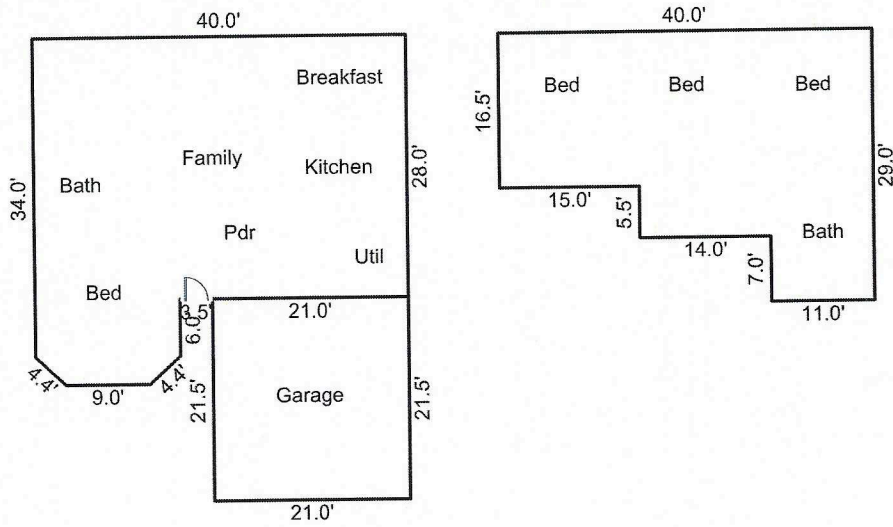 40.0'
Breakfast
Family
Kitchen
Bath
34.0'
28.0'
Pdr
Util
Bed
3.5'
21.0'
6.0'
4.4'
9.0'
4.4'
21.5'
Garage
21.5'
21.0'
40.0'
Bed
Bed
Bed
16.5'
29.0'
15.0'
5.5'
14.0'
Bath
7.0'
11.0'